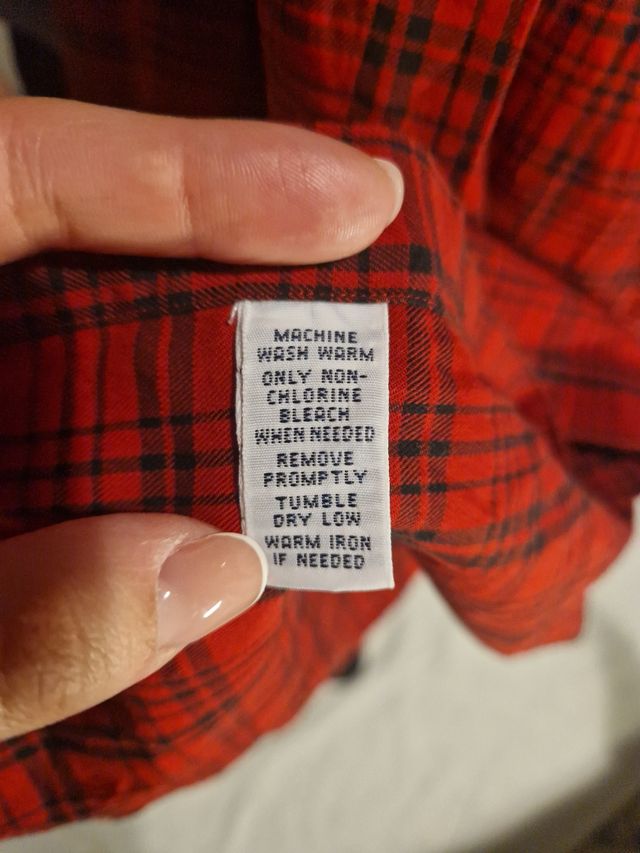 MACHINE
WASH WARM
ONLY NON-
CHLORINE
BLEACH
WHEN NEEDED
REMOVE
PROMPTLY
TUMBLE
DRY LOW
WARM IRON
IF NEEDED